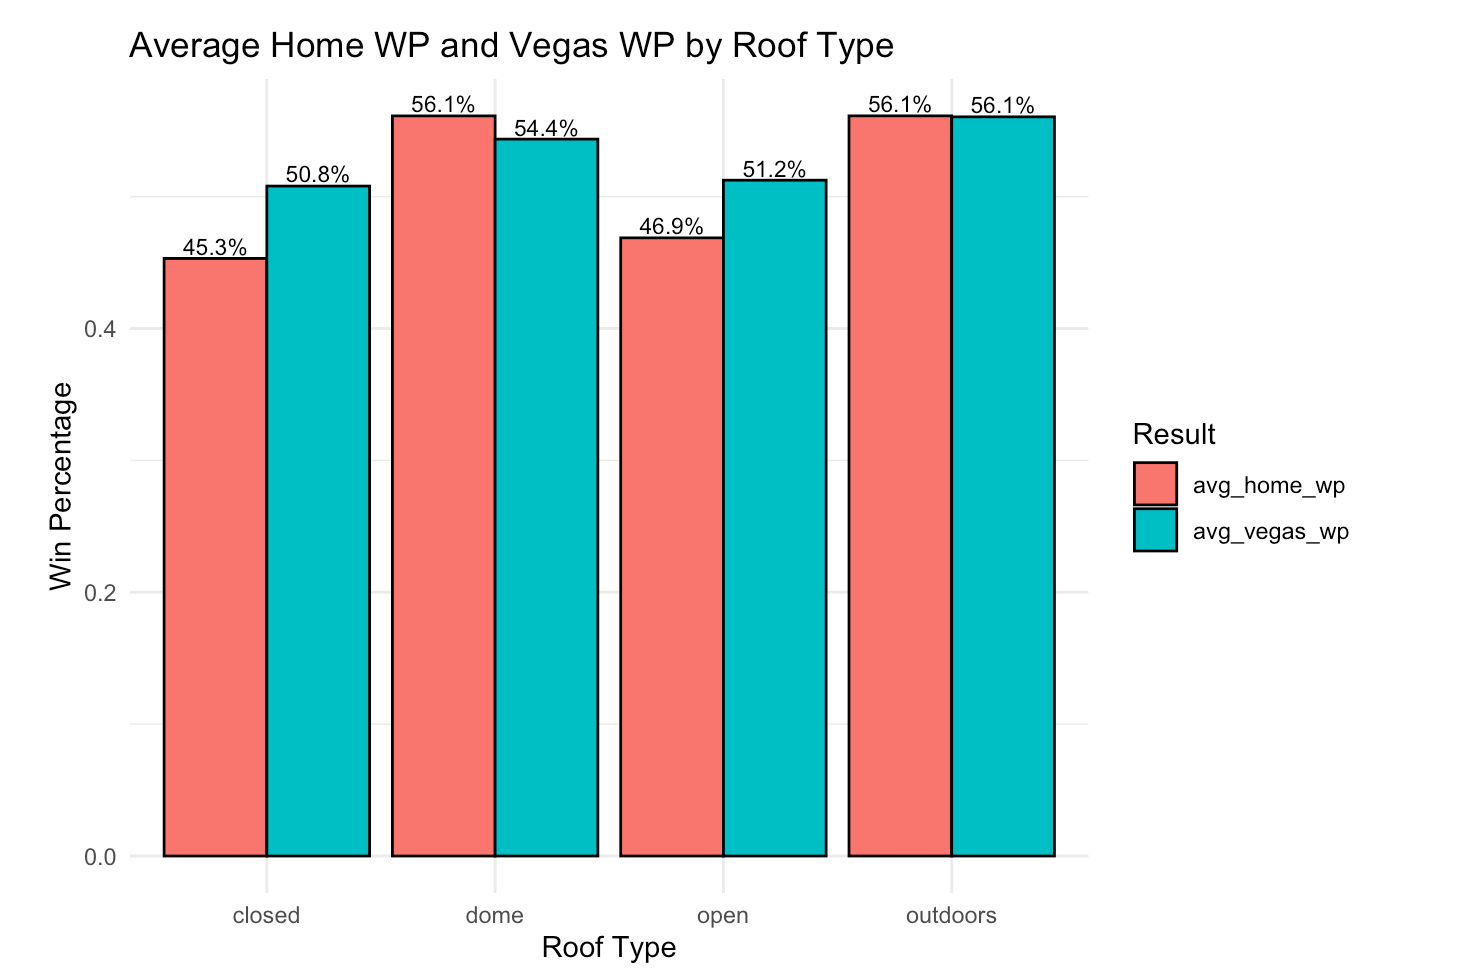 Average Home WP and Vegas WP by Roof Type
56.1%
54.4%
56.1%
56.1%
50.8%
51.2%
45.3%
46.9%
0.4
0.2
0.0
Win Percentage
closed
dome
open
outdoors
Roof Type
Result
avg_home_wp
avg_vegas_wp